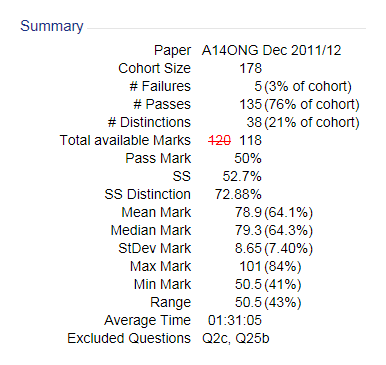 Summary
Paper A14ONG Dec 2011/12
Cohort Size 178
# Failures 5 (3% of cohort)
# Passes 135 (76% of cohort)
# Distinctions 38 (21% of cohort)
Total available Marks 120 118
Pass Mark 50%
SS 52.7%
SS Distinction 72.88%
Mean Mark 78.9 (64.1%)
Median Mark 79.3 (64.3%)
StDev Mark 8.65 (7.40%)
Max Mark 101 (84%)
Min Mark 50.5 (41%)
Range 50.5 (43%)
Average Time 01:31:05
Excluded Questions Q2c, Q25b